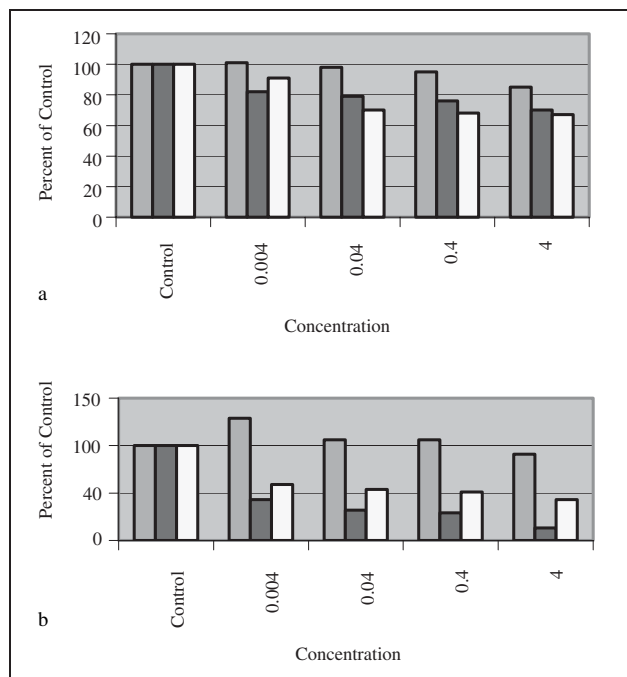 120
100
80
60
40
20
0
Percent of Control
Control
0.004
0.04
0.4
4
a
Concentration
150
100
40
0
Percent of Control
Control
0.004
0.04
0.4
4
b
Concentration